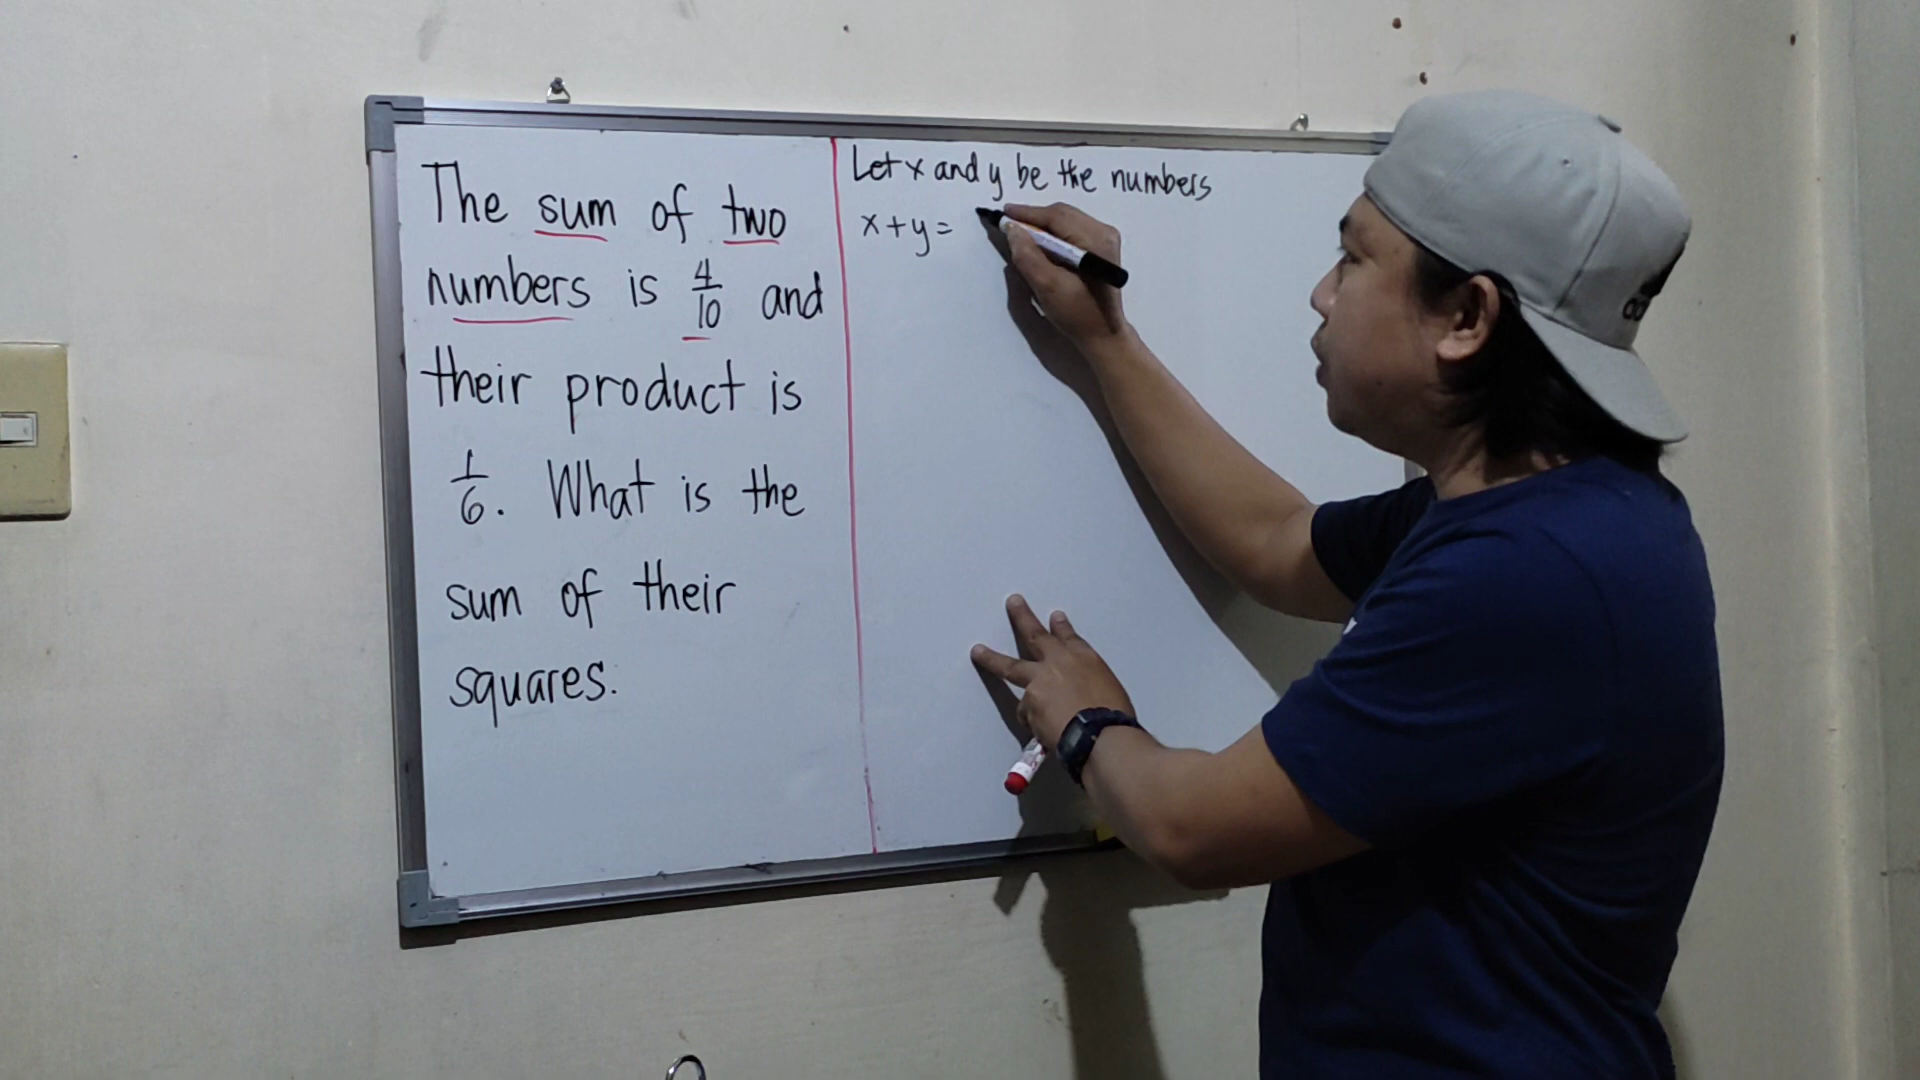 The sum of two
numbers is 4/10 and
their product is
1/6. What is the
sum of their
squares.
Let x and y be the numbers
x+y=